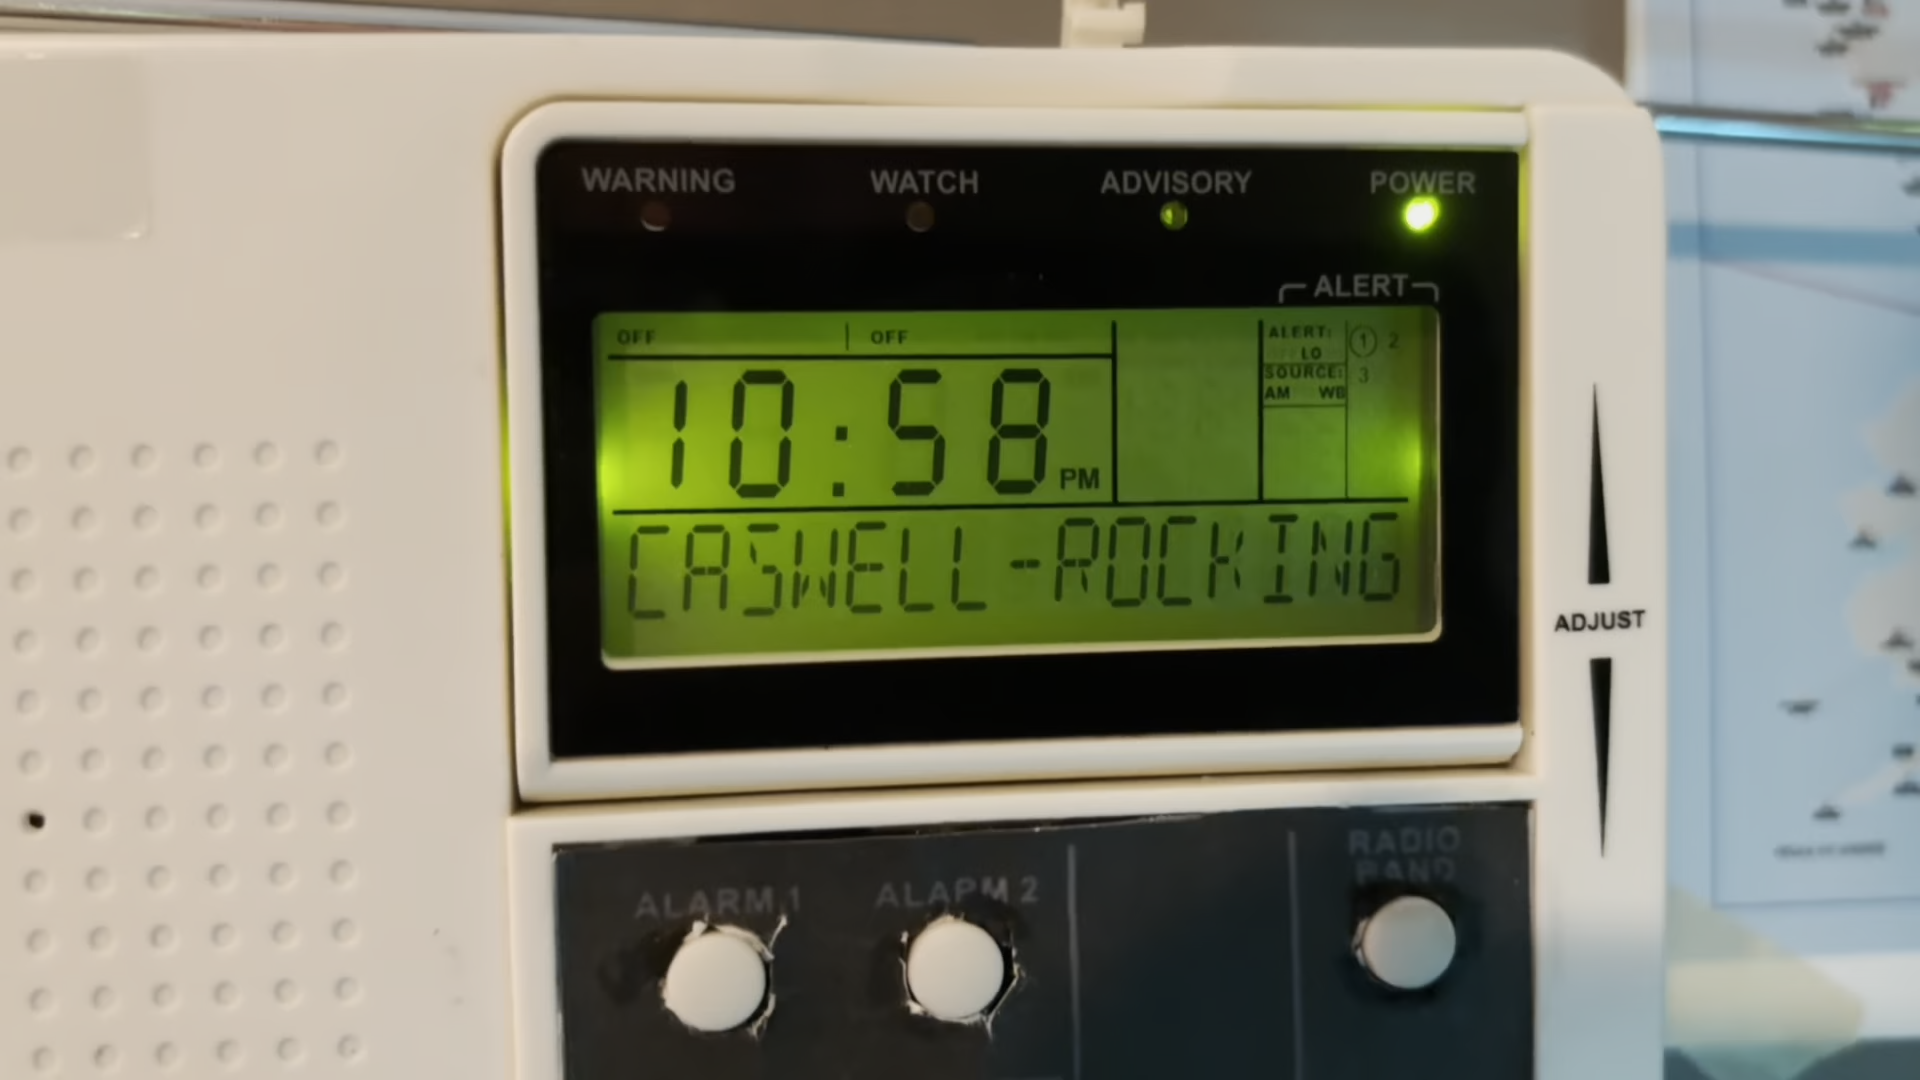 WARNING WATCH ADVISORY POWER
ALERT
OFF OFF
ALERT: 1 2
LO
SOURCE: 3
AM WB
10:58 PM
CASWELL -ROCKING
ADJUST
RADIO
BAND
ALARM 1 ALARM 2